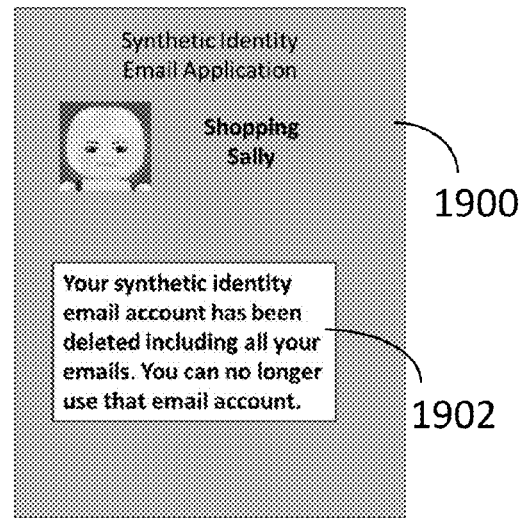 Synthetic Identity
Email Application
Shopping
Sally
1900
Your synthetic identity
email account has been
deleted including all your
emails. You can no longer
use that email account.
1902